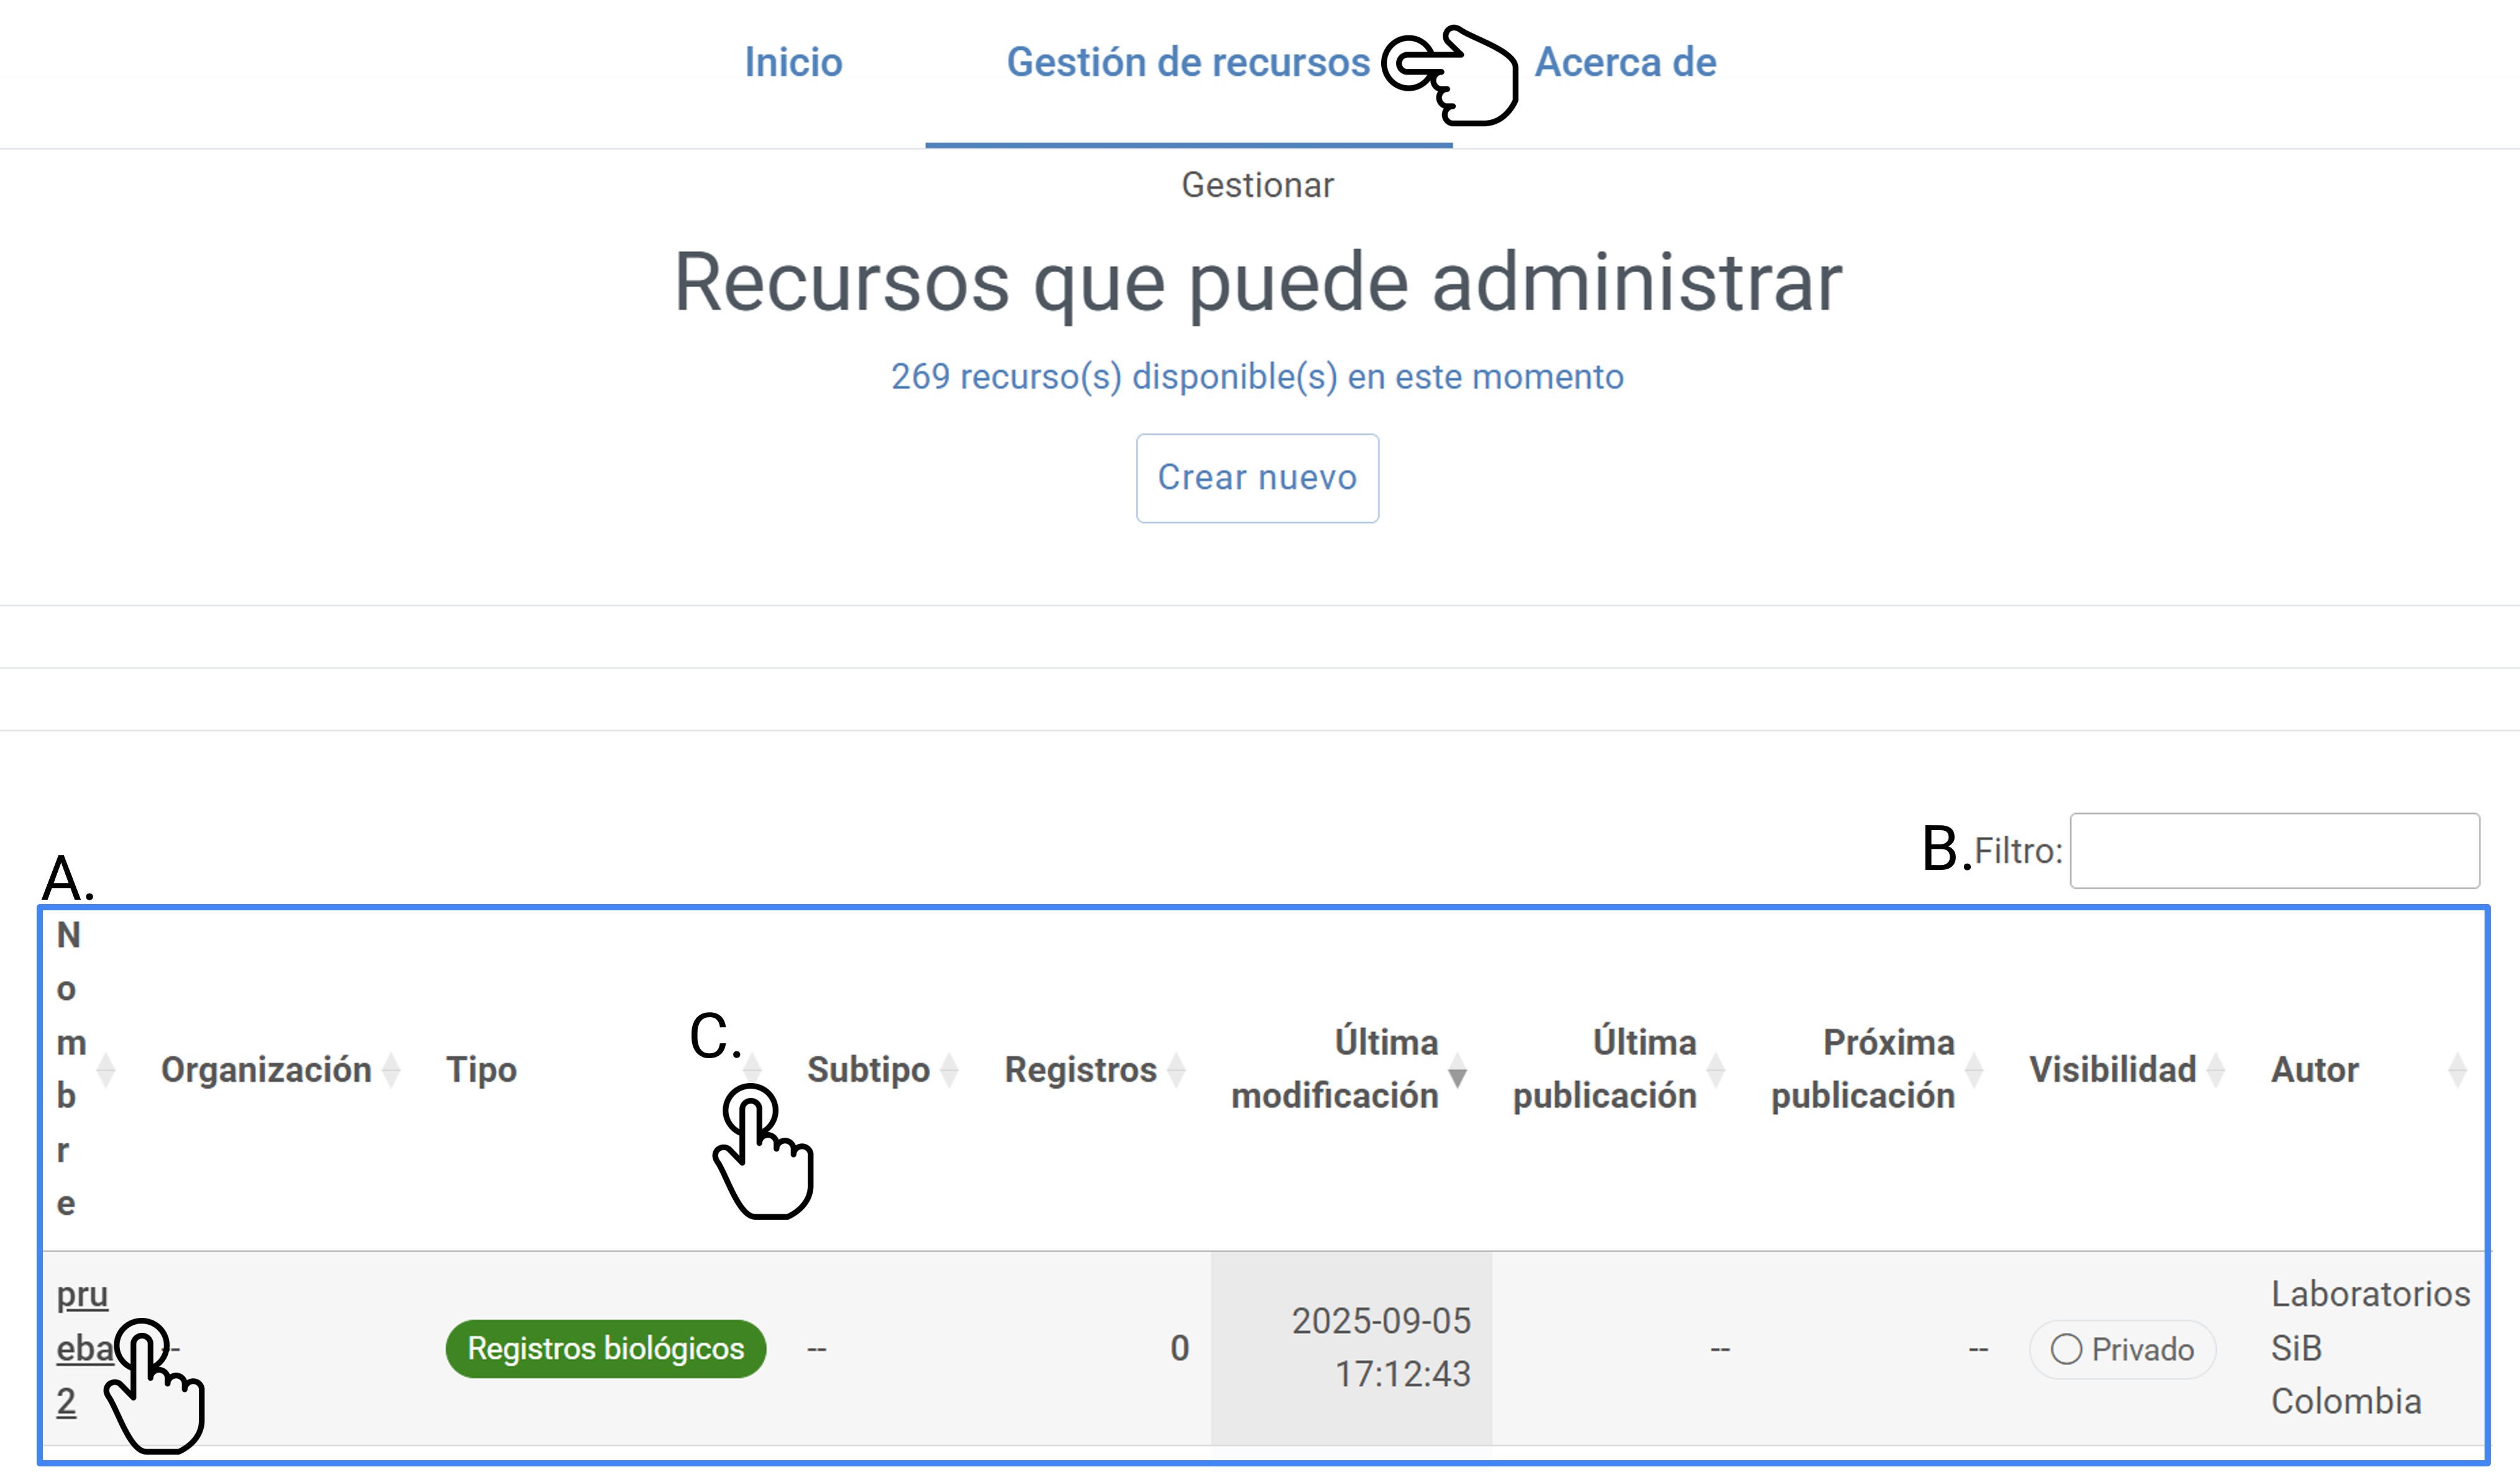 Inicio Gestión de recursos Acerca de
Gestionar
Recursos que puede administrar
269 recurso(s) disponible(s) en este momento
Crear nuevo
B. Filtro:
A.
C.
Nombre Organización Tipo Subtipo Registros Última modificación Última publicación Próxima publicación Visibilidad Autor
prueba2 -- Registros biológicos -- 0 2025-09-05 17:12:43 -- -- Privado Laboratorios SiB Colombia